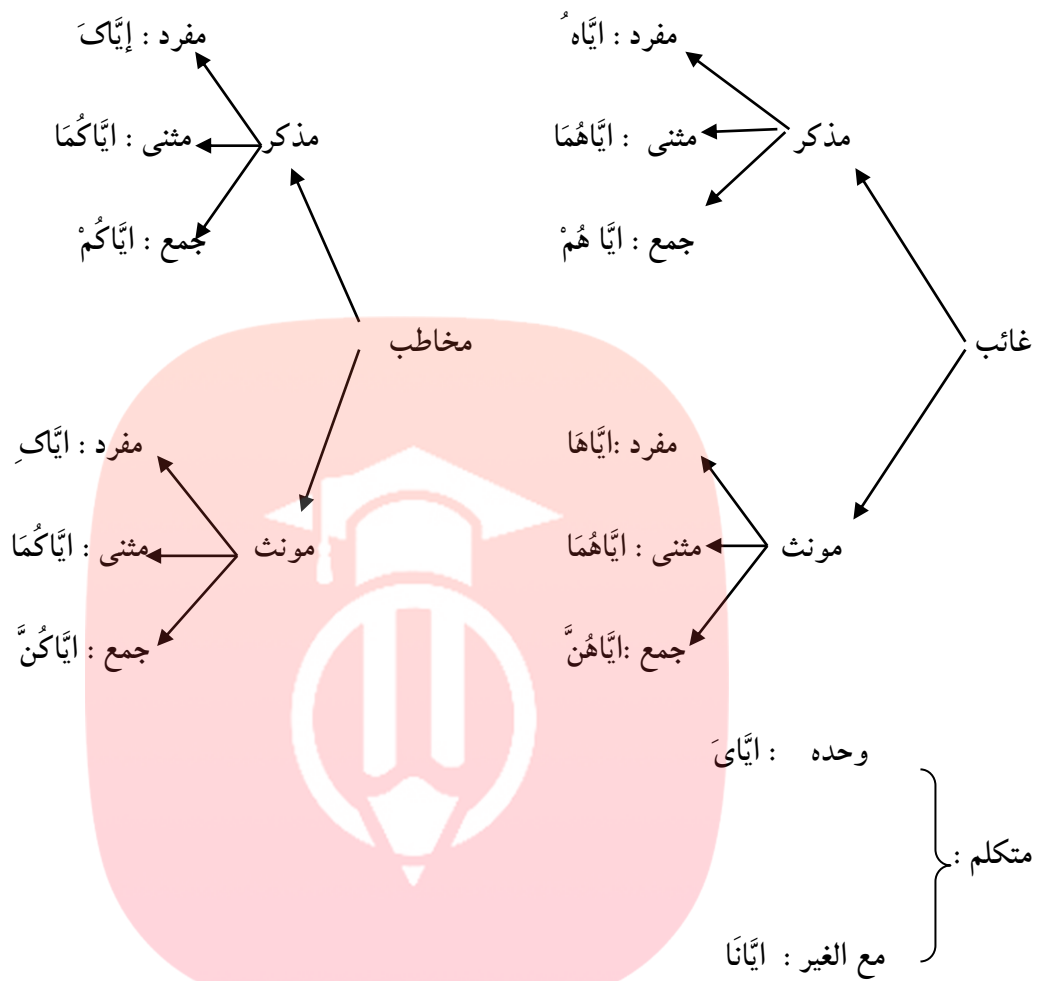 مفرد : ایَّاهُ
مثنی : ایَّاهُمَا
جمع : ایَّا هُمْ
مذکر
غائب
مونث
مفرد :ایَّاهَا
مثنی : ایَّاهُمَا
جمع :ایَّاهُنَّ
مفرد : إیَّاکَ
مثنی : ایَّاکُمَا
جمع : ایَّاکُمْ
مذکر
مخاطب
مونث
مفرد : ایَّاکِ
مثنی : ایَّاکُمَا
جمع : ایَّاکُنَّ
متکلم :
وحده : ایَّایَ
مع الغیر : ایَّانَا